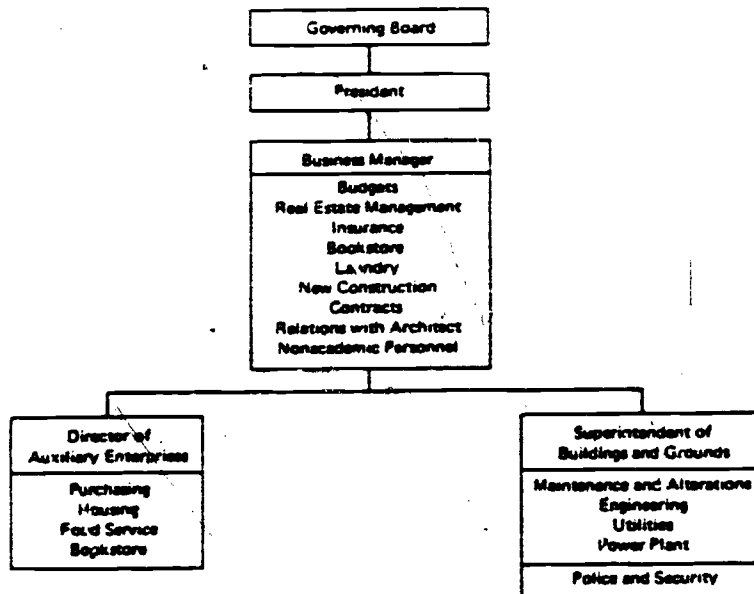 Governing Board
President
Business Manager
Budgets
Real Estate Management
Insurance
Bookstore
Laundry
New Construction
Contracts
Relations with Architect
Nonacademic Personnel
Director of
Auxiliary Enterprises
Purchasing
Housing
Food Service
Bookstore
Superintendent of
Buildings and Grounds
Maintenance and Alterations
Engineering
Utilities
Power Plant
Police and Security